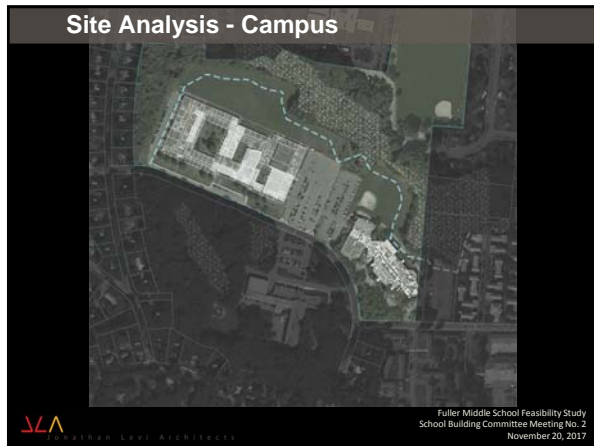 Site Analysis - Campus
JLA
Jonathan Levi Architects
Fuller Middle School Feasibility Study
School Building Committee Meeting No. 2
November 20, 2017